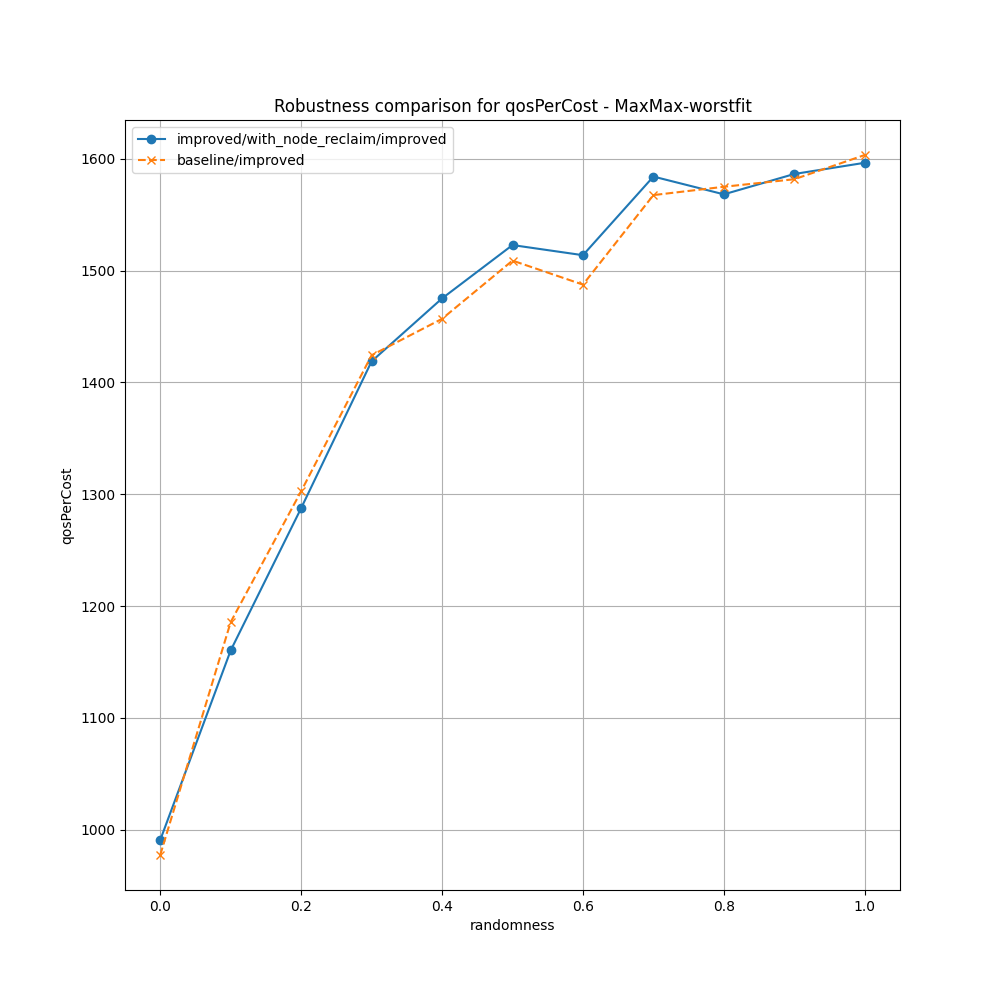 Robustness comparison for qosPerCost - MaxMax-worstfit
improved/with_node_reclaim/improved
baseline/improved
1600
1500
1400
1300
1200
1100
1000
qosPerCost
0.0 0.2 0.4 0.6 0.8 1.0
randomness